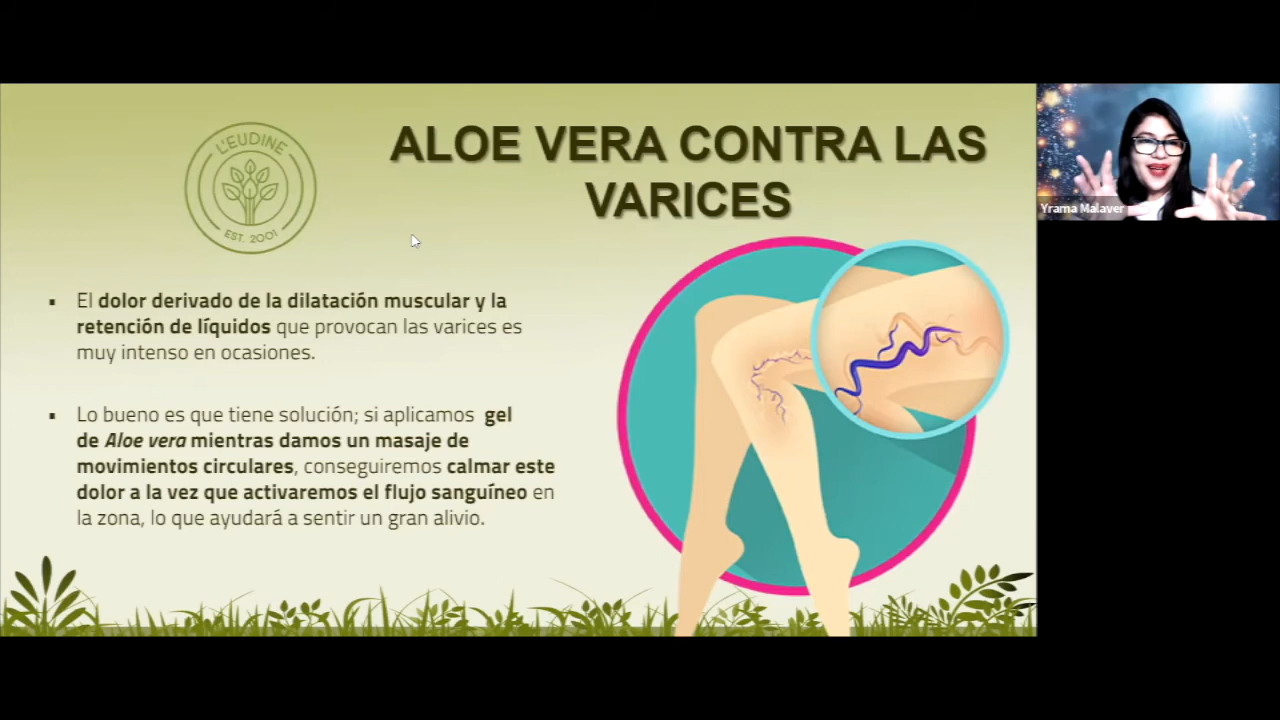 L'EUDINE
EST. 2001
ALOE VERA CONTRA LAS
VARICES
Yrama Malaver
▪ El dolor derivado de la dilatación muscular y la
retención de líquidos que provocan las varices es
muy intenso en ocasiones.
▪ Lo bueno es que tiene solución; si aplicamos gel
de Aloe vera mientras damos un masaje de
movimientos circulares, conseguiremos calmar este
dolor a la vez que activaremos el flujo sanguíneo en
la zona, lo que ayudará a sentir un gran alivio.